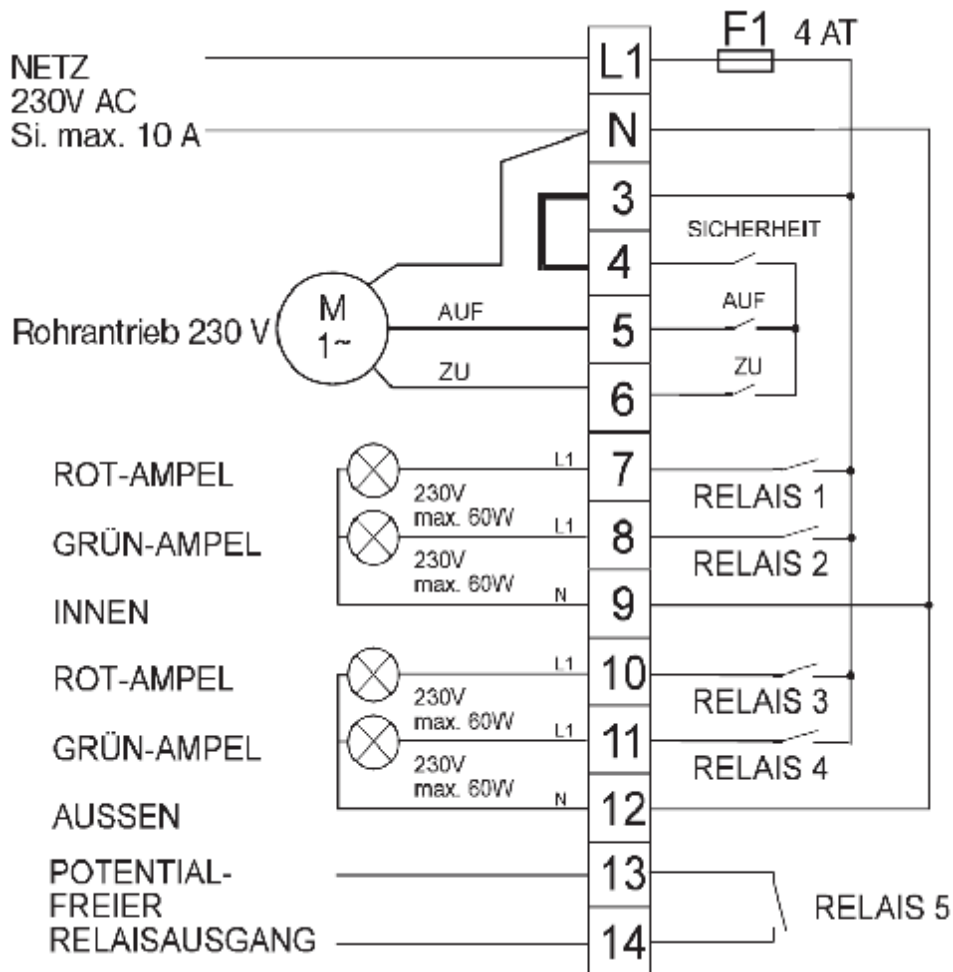 F1 4 AT
NETZ
230V AC
Si. max. 10 A
L1
N
3
SICHERHEIT
4
Rohrantrieb 230 V
M
1~
AUF
5
AUF
ZU
6
ZU
ROT-AMPEL
L1
7
RELAIS 1
230V
max. 60W
GRÜN-AMPEL
L1
8
RELAIS 2
230V
max. 60W
INNEN
N
9
ROT-AMPEL
L1
10
RELAIS 3
230V
max. 60W
GRÜN-AMPEL
L1
11
RELAIS 4
230V
max. 60W
AUSSEN
N
12
POTENTIAL-
FREIER
RELAISAUSGANG
13
14
RELAIS 5